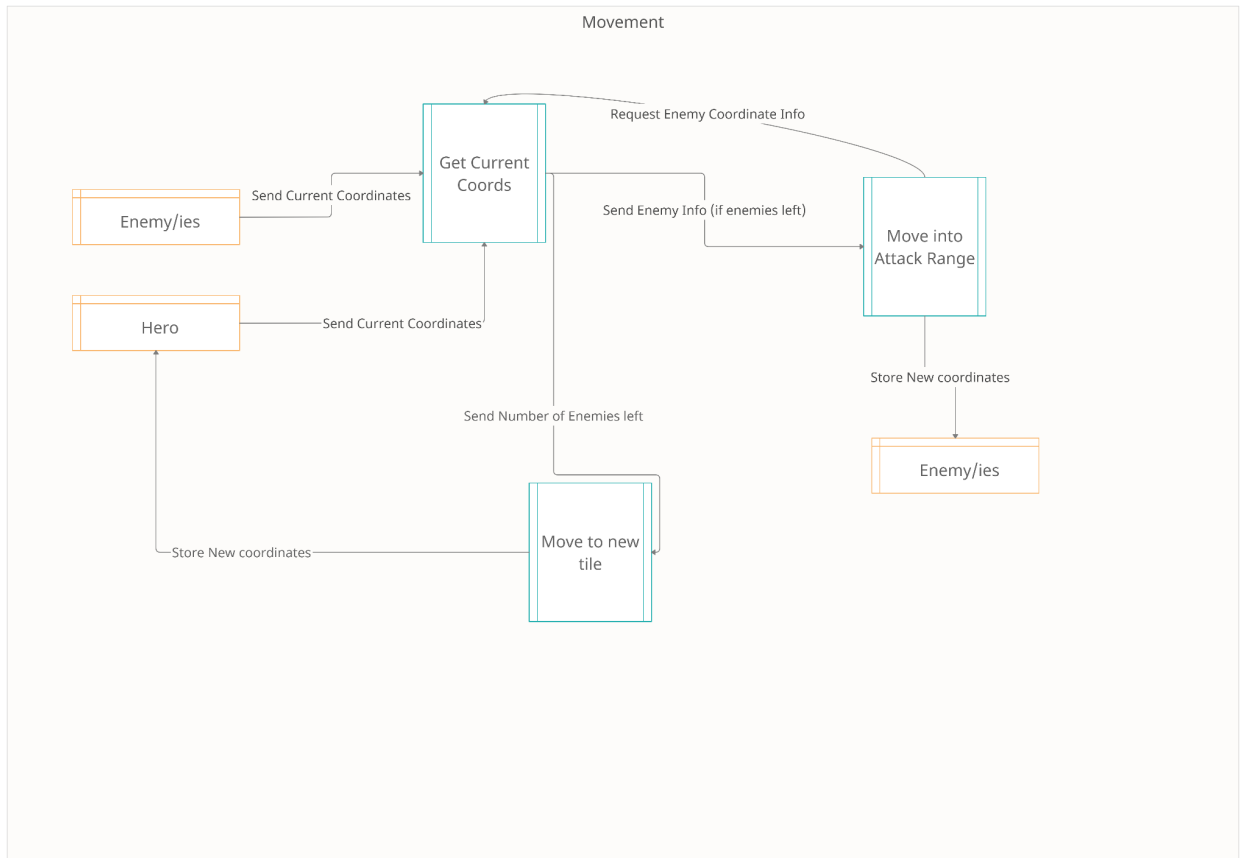 Movement
Request Enemy Coordinate Info
Get Current
Coords
Send Current Coordinates
Enemy/ies
Send Enemy Info (if enemies left)
Move into
Attack Range
Hero
Send Current Coordinates
Store New coordinates
Send Number of Enemies left
Enemy/ies
Move to new
tile
Store New coordinates